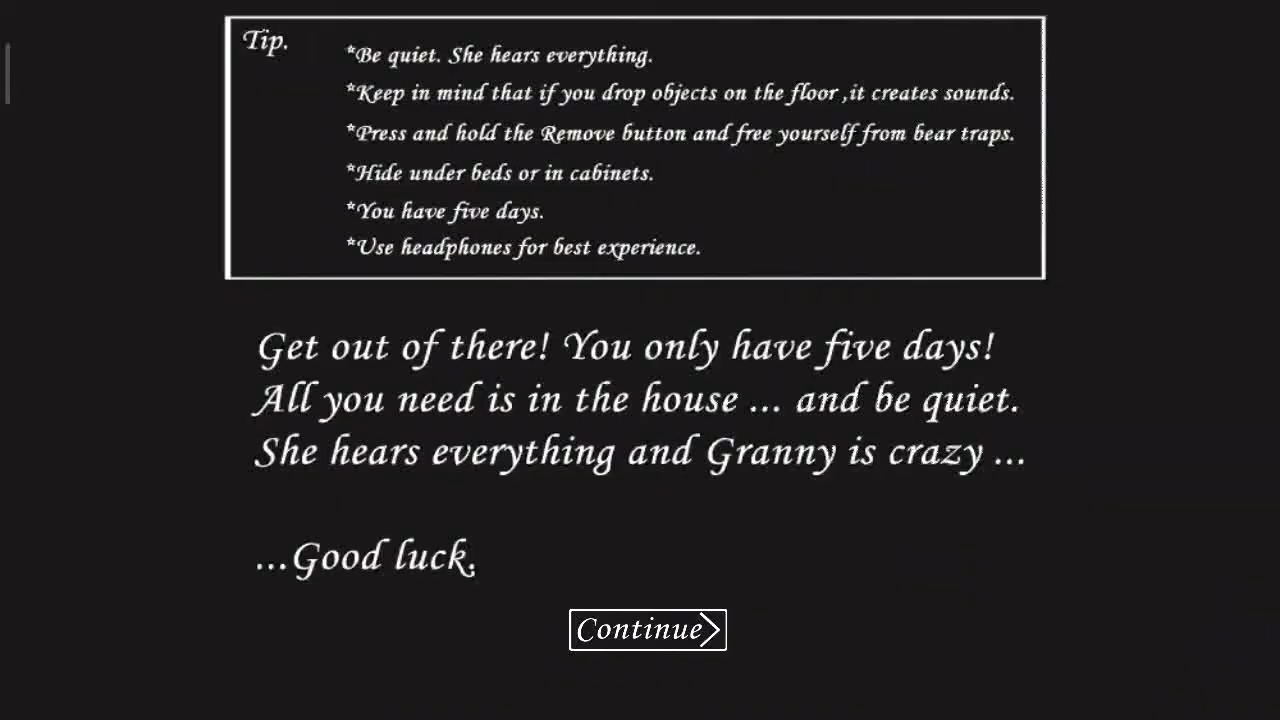 Tip.
*Be quiet. She hears everything.
*Keep in mind that if you drop objects on the floor ,it creates sounds.
*Press and hold the Remove button and free yourself from bear traps.
*Hide under beds or in cabinets.
*You have five days.
*Use headphones for best experience.
Get out of there! You only have five days!
All you need is in the house ... and be quiet.
She hears everything and Granny is crazy ...
...Good luck.
Continue